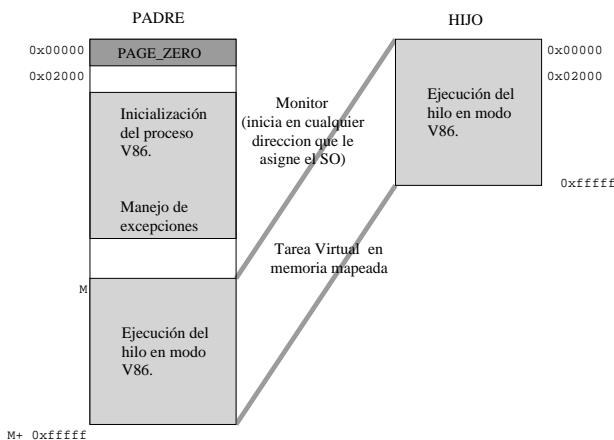 PADRE
HIJO
0x00000
PAGE_ZERO
0x02000
Inicialización
del proceso
V86.
Manejo de
excepciones
Monitor
(inicia en cualquier
direccion que le
asigne el SO)
0x00000
0x02000
Ejecución del
hilo en modo
V86.
0xfffff
Tarea Virtual en
memoria mapeada
M
Ejecución del
hilo en modo
V86.
M+ 0xfffff